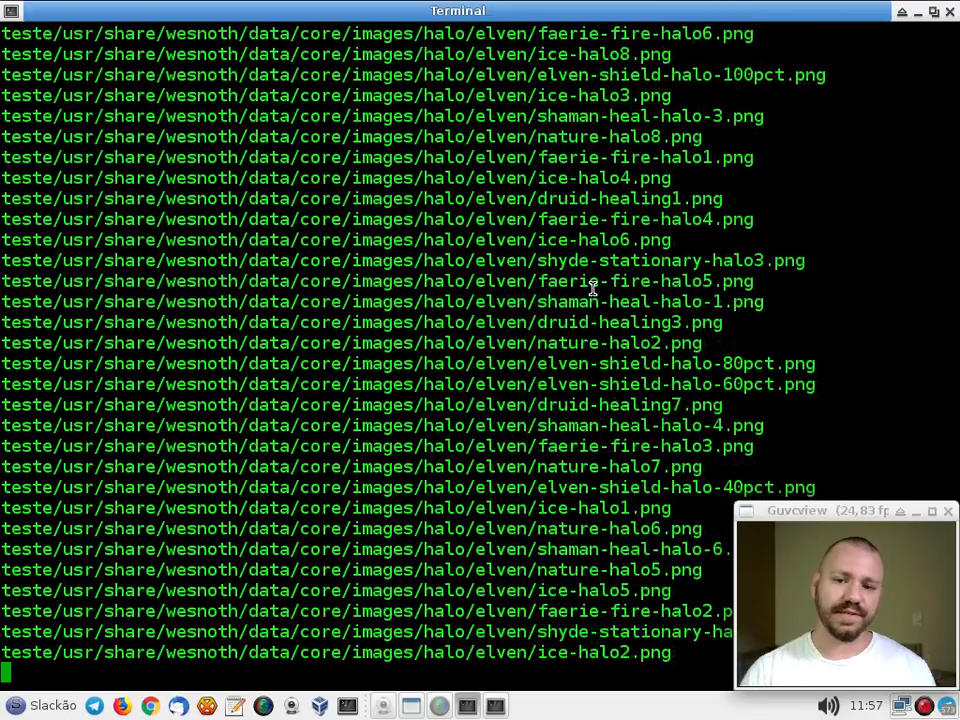 Terminal
teste/usr/share/wesnoth/data/core/images/halo/elven/faerie-fire-halo6.png
teste/usr/share/wesnoth/data/core/images/halo/elven/ice-halo8.png
teste/usr/share/wesnoth/data/core/images/halo/elven/elven-shield-halo-100pct.png
teste/usr/share/wesnoth/data/core/images/halo/elven/ice-halo3.png
teste/usr/share/wesnoth/data/core/images/halo/elven/shaman-heal-halo-3.png
teste/usr/share/wesnoth/data/core/images/halo/elven/nature-halo8.png
teste/usr/share/wesnoth/data/core/images/halo/elven/faerie-fire-halo1.png
teste/usr/share/wesnoth/data/core/images/halo/elven/ice-halo4.png
teste/usr/share/wesnoth/data/core/images/halo/elven/druid-healing1.png
teste/usr/share/wesnoth/data/core/images/halo/elven/faerie-fire-halo4.png
teste/usr/share/wesnoth/data/core/images/halo/elven/ice-halo6.png
teste/usr/share/wesnoth/data/core/images/halo/elven/shyde-stationary-halo3.png
teste/usr/share/wesnoth/data/core/images/halo/elven/faerie-fire-halo5.png
teste/usr/share/wesnoth/data/core/images/halo/elven/shaman-heal-halo-1.png
teste/usr/share/wesnoth/data/core/images/halo/elven/druid-healing3.png
teste/usr/share/wesnoth/data/core/images/halo/elven/nature-halo2.png
teste/usr/share/wesnoth/data/core/images/halo/elven/elven-shield-halo-80pct.png
teste/usr/share/wesnoth/data/core/images/halo/elven/elven-shield-halo-60pct.png
teste/usr/share/wesnoth/data/core/images/halo/elven/druid-healing7.png
teste/usr/share/wesnoth/data/core/images/halo/elven/shaman-heal-halo-4.png
teste/usr/share/wesnoth/data/core/images/halo/elven/faerie-fire-halo3.png
teste/usr/share/wesnoth/data/core/images/halo/elven/nature-halo7.png
teste/usr/share/wesnoth/data/core/images/halo/elven/elven-shield-halo-40pct.png
teste/usr/share/wesnoth/data/core/images/halo/elven/ice-halo1.png
teste/usr/share/wesnoth/data/core/images/halo/elven/nature-halo6.png
teste/usr/share/wesnoth/data/core/images/halo/elven/shaman-heal-halo-6.
teste/usr/share/wesnoth/data/core/images/halo/elven/nature-halo5.png
teste/usr/share/wesnoth/data/core/images/halo/elven/ice-halo5.png
teste/usr/share/wesnoth/data/core/images/halo/elven/faerie-fire-halo2.p
teste/usr/share/wesnoth/data/core/images/halo/elven/shyde-stationary-ha
teste/usr/share/wesnoth/data/core/images/halo/elven/ice-halo2.png
Guvcview (24,83 fp
Slackão
11:57
573